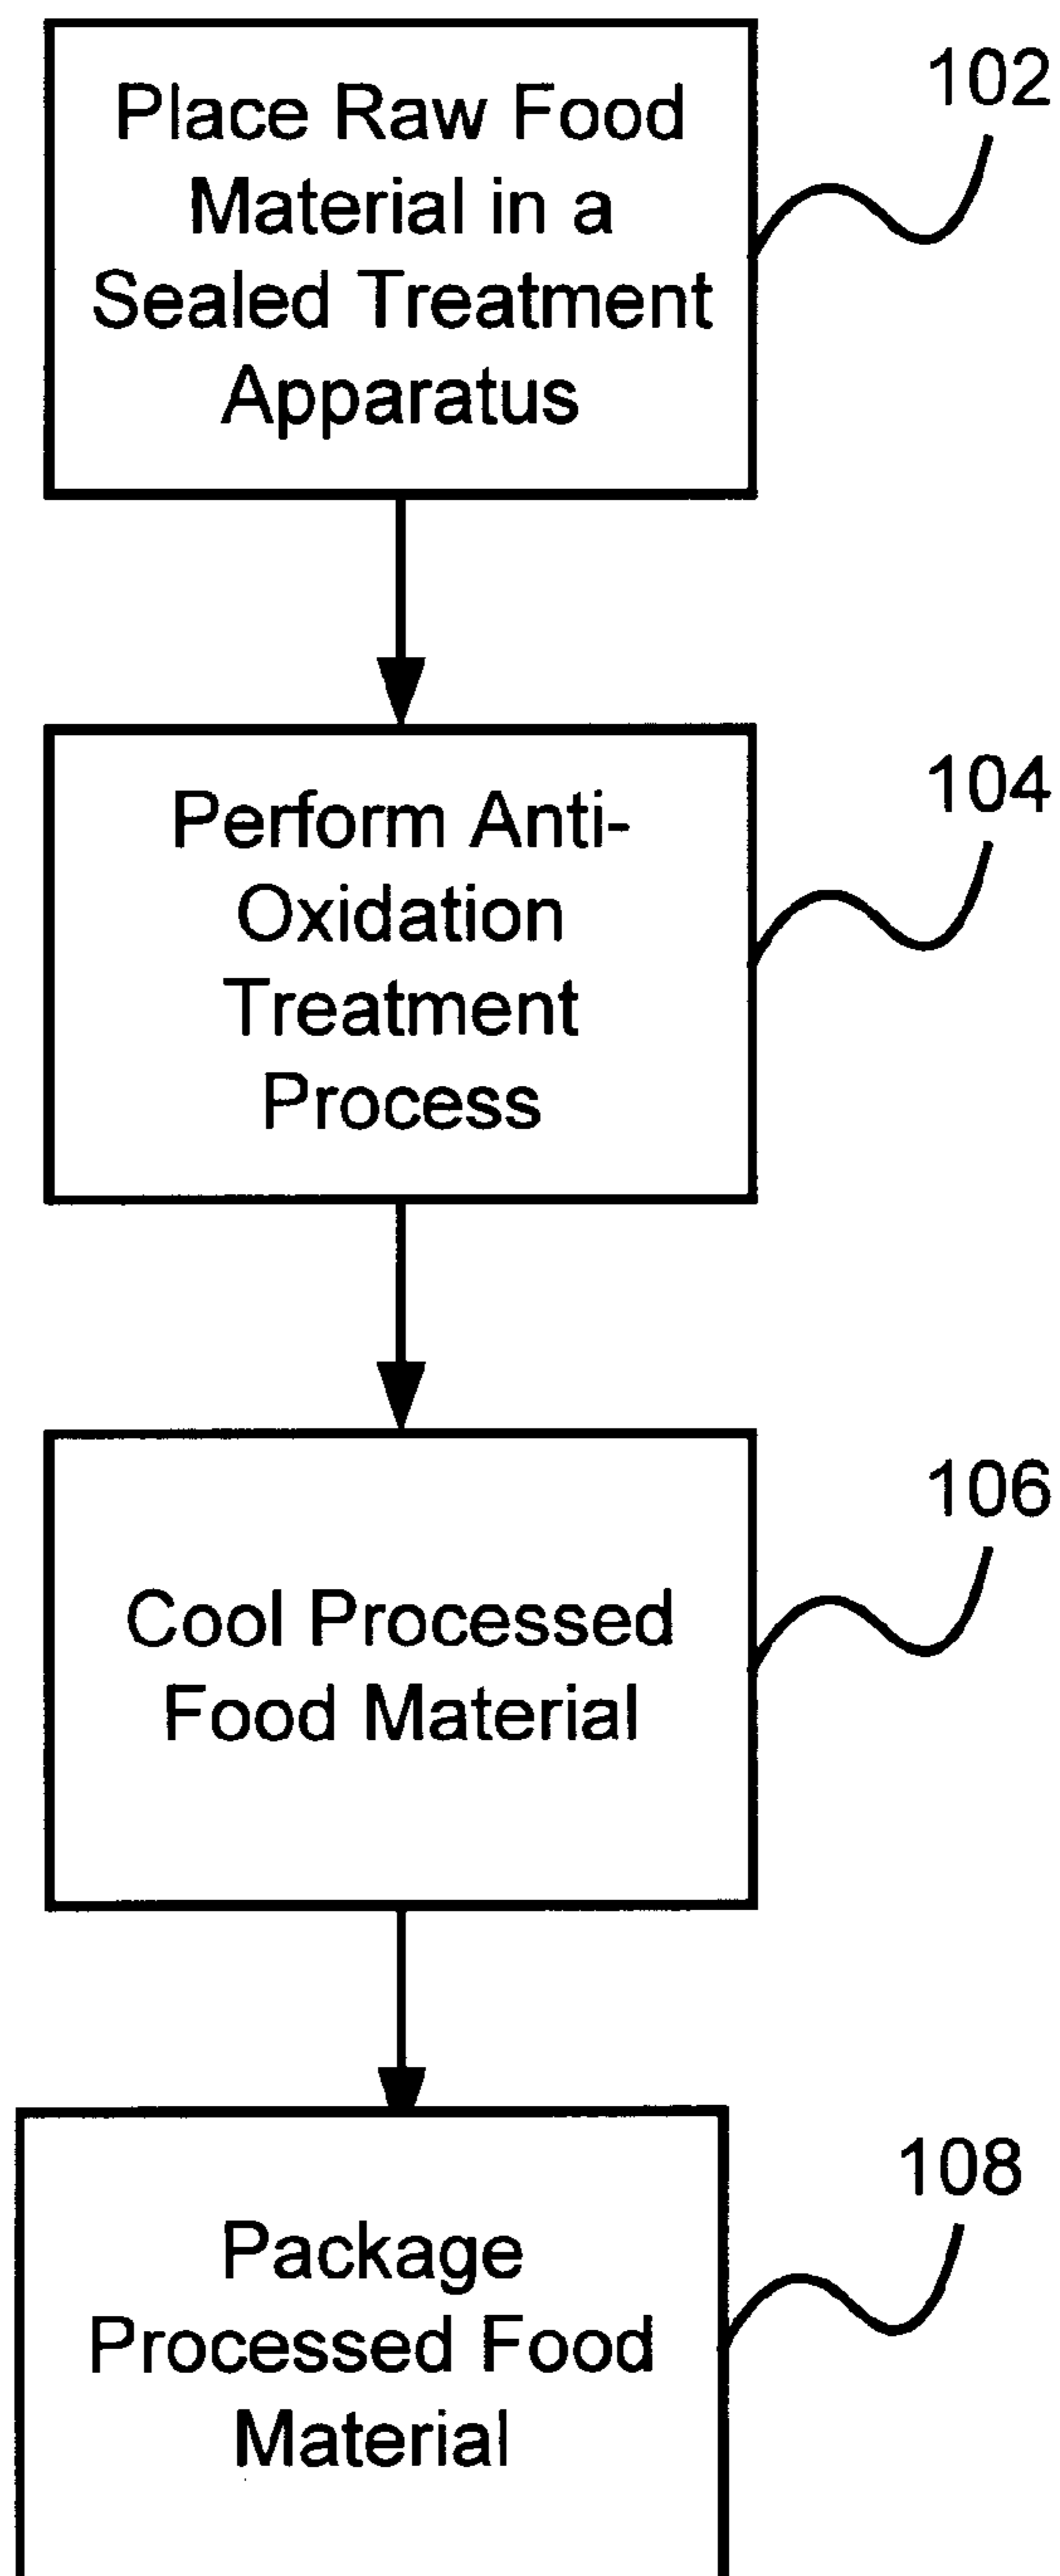 Place Raw Food
Material in a
Sealed Treatment
Apparatus
102
Perform Anti-
Oxidation
Treatment
Process
104
Cool Processed
Food Material
106
Package
Processed Food
Material
108